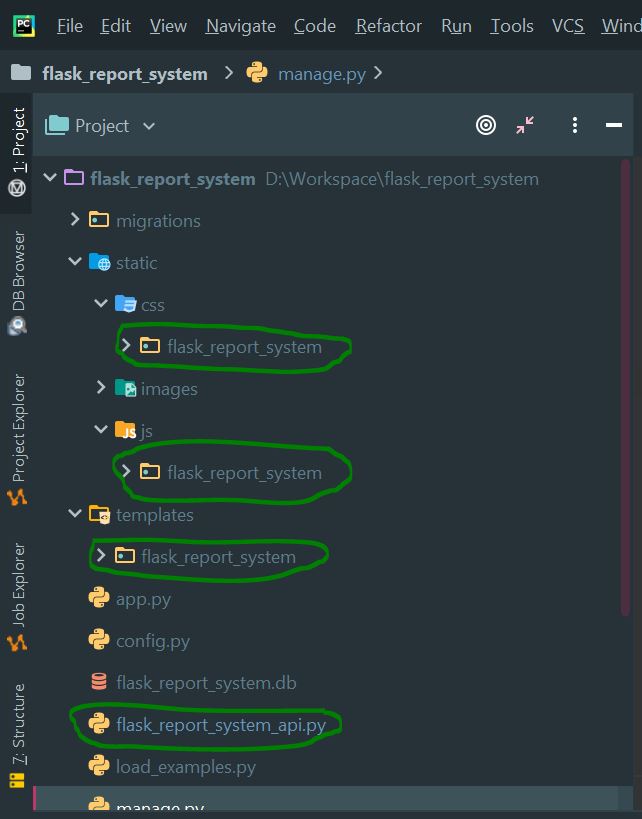 PC File Edit View Navigate Code Refactor Run Tools VCS Wind
flask_report_system manage.py
1: Project
Project
flask_report_system D:\Workspace\flask_report_system
migrations
static
css
flask_report_system
images
JS js
flask_report_system
templates
flask_report_system
app.py
config.py
flask_report_system.db
flask_report_system_api.py
load_examples.py
manage.py
DB Browser
Project Explorer
Job Explorer
7: Structure